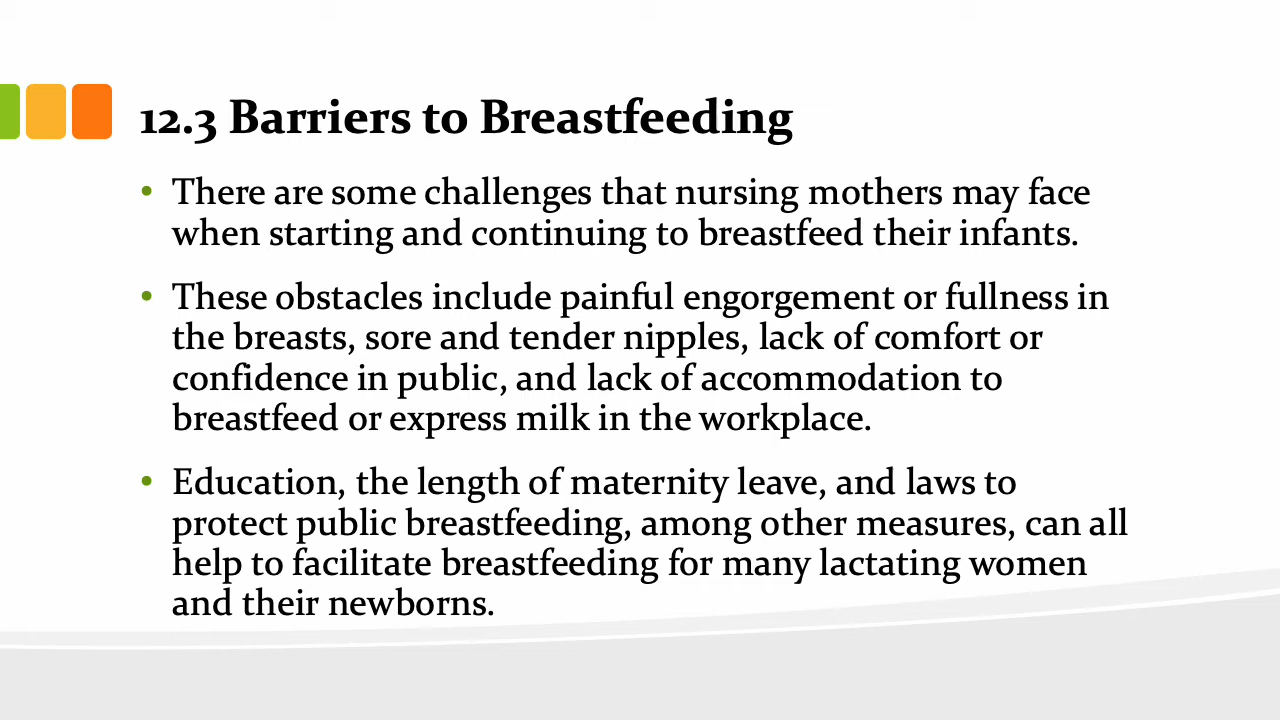 12.3 Barriers to Breastfeeding
• There are some challenges that nursing mothers may face
when starting and continuing to breastfeed their infants.
• These obstacles include painful engorgement or fullness in
the breasts, sore and tender nipples, lack of comfort or
confidence in public, and lack of accommodation to
breastfeed or express milk in the workplace.
• Education, the length of maternity leave, and laws to
protect public breastfeeding, among other measures, can all
help to facilitate breastfeeding for many lactating women
and their newborns.